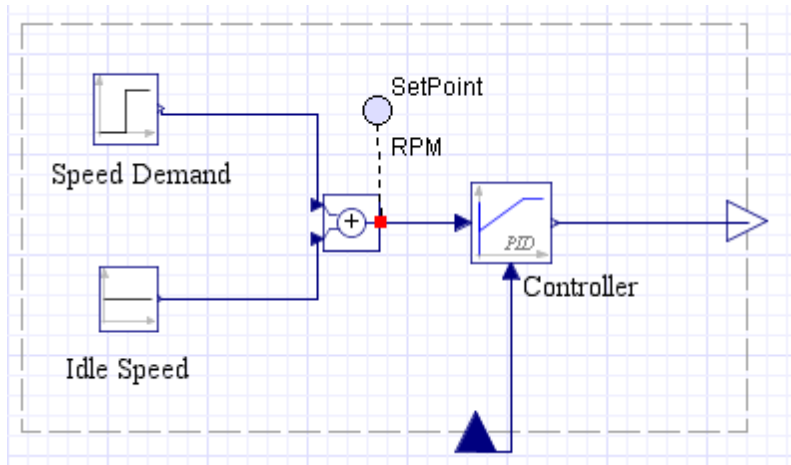 SetPoint
Speed Demand
RPM
+
PID
Controller
Idle Speed